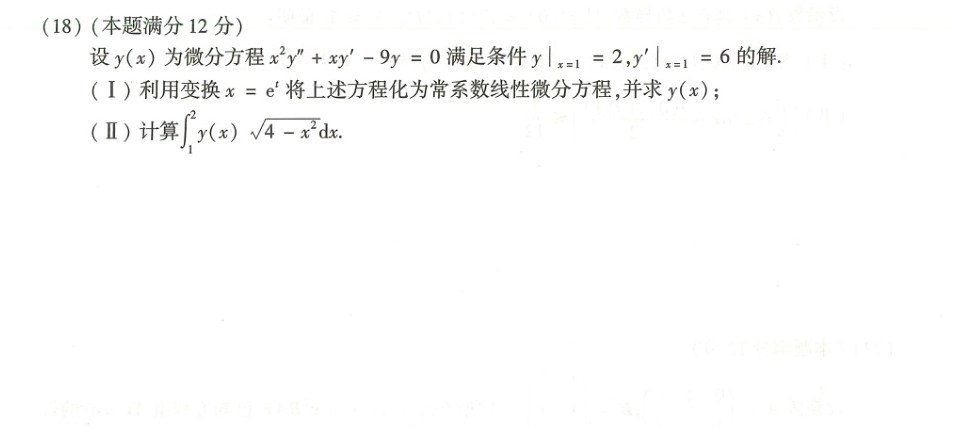 (18)(本题满分 12 分)
设 y(x) 为微分方程 x²y″ + xy′ − 9y = 0 满足条件 y|ₓ₌₁ = 2,y′|ₓ₌₁ = 6 的解.
(Ⅰ)利用变换 x = eᵗ 将上述方程化为常系数线性微分方程,并求 y(x);
(Ⅱ)计算∫₁² y(x) √(4 − x²)dx.